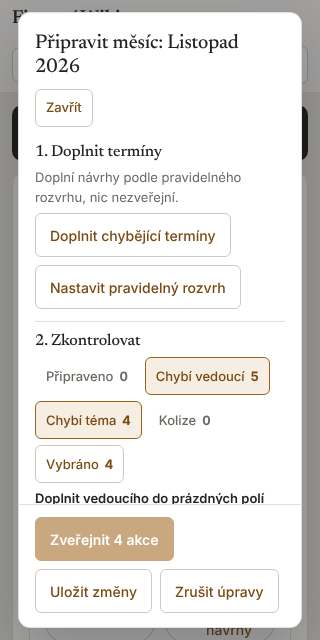 Připravit měsíc: Listopad
2026
Zavřít
1. Doplnit termíny
Doplní návrhy podle pravidelného
rozvrhu, nic nezveřejní.
Doplnit chybějící termíny
Nastavit pravidelný rozvrh
2. Zkontrolovat
Připraveno 0
Chybí vedoucí 5
Chybí téma 4
Kolize 0
Vybráno 4
Doplnit vedoucího do prázdných polí
Zveřejnit 4 akce
Uložit změny
Zrušit úpravy
návrhy